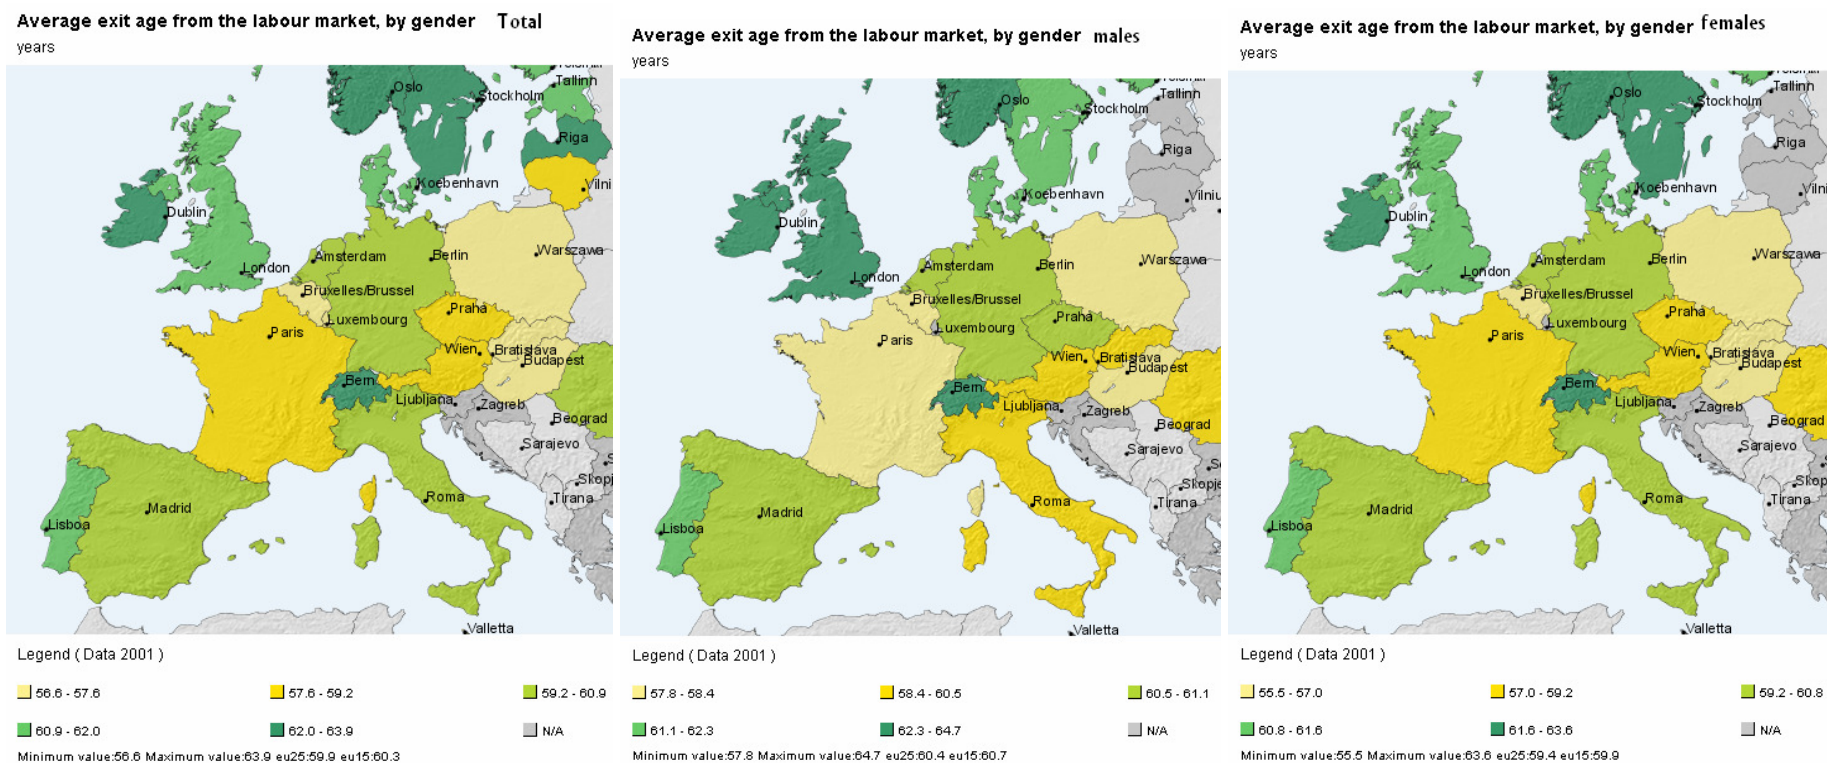 Average exit age from the labour market, by gender Total
years
Oslo
Stockholm
Tallinn
Riga
Koebenhavn
Dublin
London
Amsterdam
Berlin
Warszawa
Bruxelles/Brussel
Luxembourg
Praha
Paris
Wien
Bratislava
Budapest
Bern
Ljubljana
Zagreb
Beograd
Sarajevo
Tirana
Roma
Madrid
Lisboa
Valletta
Legend ( Data 2001 )
56.6 - 57.6 57.6 - 59.2 59.2 - 60.9
60.9 - 62.0 62.0 - 63.9 N/A
Minimum value:56.6 Maximum value:63.9 eu25:59.9 eu15:60.3
Average exit age from the labour market, by gender males
years
Oslo
Tallinn
Stockholm
Riga
Koebenhavn
Vilniu
Dublin
London
Amsterdam
Berlin
Warszawa
Bruxelles/Brussel
Luxembourg
Praha
Paris
Wien
Bratislava
Budapest
Bern
Ljubljana
Zagreb
Beograd
Sarajevo
Skopje
Tirana
Roma
Madrid
Lisboa
Valletta
Legend ( Data 2001 )
57.8 - 58.4 58.4 - 60.5 60.5 - 61.1
61.1 - 62.3 62.3 - 64.7 N/A
Minimum value:57.8 Maximum value:64.7 eu25:60.4 eu15:60.7
Average exit age from the labour market, by gender females
years
Oslo
Tallinn
Stockholm
Riga
Koebenhavn
Dublin
London
Amsterdam
Berlin
Warszawa
Bruxelles/Brussel
Luxembourg
Praha
Paris
Wien
Bratislava
Budapest
Bern
Ljubljana
Zagreb
Beograd
Sarajevo
Skop
Tirana
Roma
Madrid
Lisboa
Valletta
Legend ( Data 2001 )
55.5 - 57.0 57.0 - 59.2 59.2 - 60.8
60.8 - 61.6 61.6 - 63.6 N/A
Minimum value:55.5 Maximum value:63.6 eu25:59.4 eu15:59.9